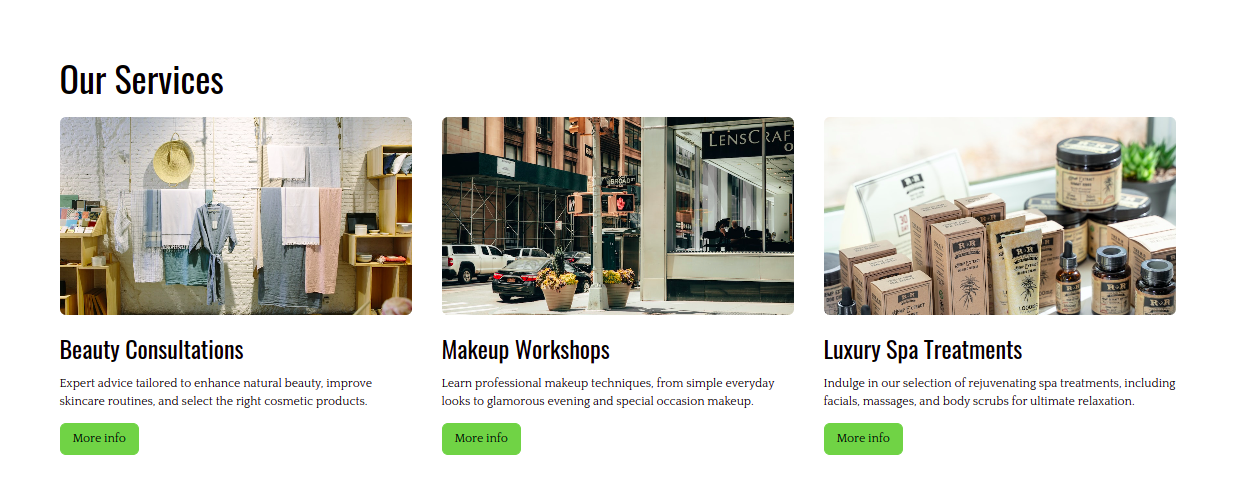 Our Services
LENSCRAF
O
BROAD
R+R
R+R
R+R
R+R
Beauty Consultations
Makeup Workshops
Luxury Spa Treatments
Expert advice tailored to enhance natural beauty, improve
skincare routines, and select the right cosmetic products.
Learn professional makeup techniques, from simple everyday
looks to glamorous evening and special occasion makeup.
Indulge in our selection of rejuvenating spa treatments, including
facials, massages, and body scrubs for ultimate relaxation.
More info
More info
More info